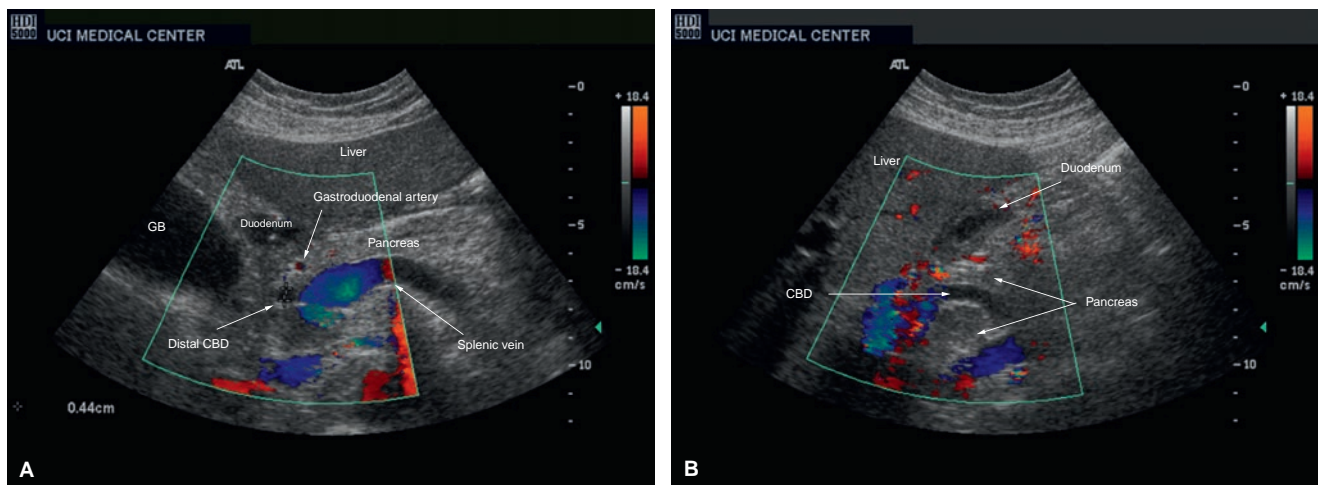 HDI
5000
UCI MEDICAL CENTER
ATL
0
+ 18.4
Liver
Gastroduodenal artery
GB
Duodenum
5
Pancreas
- 18.4
cm/s
Distal CBD
Splenic vein
10
0.44cm
A
HDI
5000
UCI MEDICAL CENTER
ATL
0
+ 18.4
Liver
Duodenum
5
- 18.4
cm/s
CBD
Pancreas
10
B